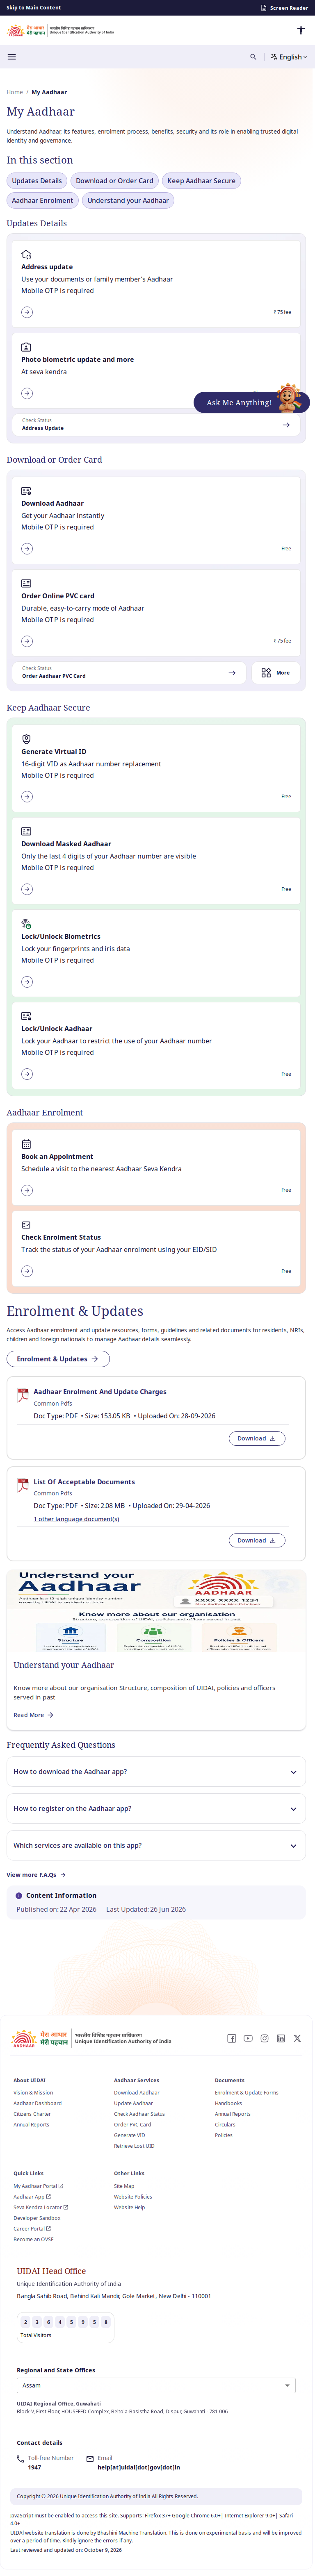 Skip to Main Content
Screen Reader
मेरा आधार
मेरी पहचान
भारतीय विशिष्ट पहचान प्राधिकरण
Unique Identification Authority of India
English
Home / My Aadhaar
My Aadhaar
Understand Aadhaar, its features, enrolment process, benefits, security and its role in enabling trusted digital
identity and governance.
In this section
Updates Details
Download or Order Card
Keep Aadhaar Secure
Aadhaar Enrolment
Understand your Aadhaar
Updates Details
Address update
Use your documents or family member's Aadhaar
Mobile OTP is required
₹ 75 fee
Photo biometric update and more
At seva kendra
Ask Me Anything!
Check Status
Address Update
Download or Order Card
Download Aadhaar
Get your Aadhaar instantly
Mobile OTP is required
Free
Order Online PVC card
Durable, easy-to-carry mode of Aadhaar
Mobile OTP is required
₹ 75 fee
Check Status
Order Aadhaar PVC Card
More
Keep Aadhaar Secure
Generate Virtual ID
16-digit VID as Aadhaar number replacement
Mobile OTP is required
Free
Download Masked Aadhaar
Only the last 4 digits of your Aadhaar number are visible
Mobile OTP is required
Free
Lock/Unlock Biometrics
Lock your fingerprints and iris data
Mobile OTP is required
Lock/Unlock Aadhaar
Lock your Aadhaar to restrict the use of your Aadhaar number
Mobile OTP is required
Free
Aadhaar Enrolment
Book an Appointment
Schedule a visit to the nearest Aadhaar Seva Kendra
Free
Check Enrolment Status
Track the status of your Aadhaar enrolment using your EID/SID
Free
Enrolment & Updates
Access Aadhaar enrolment and update resources, forms, guidelines and related documents for residents, NRIs,
children and foreign nationals to manage Aadhaar details seamlessly.
Enrolment & Updates
Aadhaar Enrolment And Update Charges
Common Pdfs
Doc Type: PDF • Size: 153.05 KB • Uploaded On: 28-09-2026
Download
List Of Acceptable Documents
Common Pdfs
Doc Type: PDF • Size: 2.08 MB • Uploaded On: 29-04-2026
1 other language document(s)
Download
Understand your
Aadhaar
AADHAAR
XXXX XXXX 1234
Know more about our organisation
Structure
Composition
Policies & Officers
Understand your Aadhaar
Know more about our organisation Structure, composition of UIDAI, policies and officers
served in past
Read More
Frequently Asked Questions
How to download the Aadhaar app?
How to register on the Aadhaar app?
Which services are available on this app?
View more F.A.Qs
Content Information
Published on: 22 Apr 2026 Last Updated: 26 Jun 2026
AADHAAR
मेरा आधार
मेरी पहचान
भारतीय विशिष्ट पहचान प्राधिकरण
Unique Identification Authority of India
About UIDAI
Vision & Mission
Aadhaar Dashboard
Citizens Charter
Annual Reports
Aadhaar Services
Download Aadhaar
Update Aadhaar
Check Aadhaar Status
Order PVC Card
Generate VID
Retrieve Lost UID
Documents
Enrolment & Update Forms
Handbooks
Annual Reports
Circulars
Policies
Quick Links
My Aadhaar Portal
Aadhaar App
Seva Kendra Locator
Developer Sandbox
Career Portal
Become an OVSE
Other Links
Site Map
Website Policies
Website Help
UIDAI Head Office
Unique Identification Authority of India
Bangla Sahib Road, Behind Kali Mandir, Gole Market, New Delhi - 110001
2 3 6 4 5 9 5 8
Total Visitors
Regional and State Offices
Assam
UIDAI Regional Office, Guwahati
Block-V, First Floor, HOUSEFED Complex, Beltola-Basistha Road, Dispur, Guwahati - 781 006
Contact details
Toll-free Number
1947
Email
help[at]uidai[dot]gov[dot]in
Copyright © 2026 Unique Identification Authority of India All Rights Reserved.
JavaScript must be enabled to access this site. Supports: Firefox 37+ Google Chrome 6.0+| Internet Explorer 9.0+| Safari
4.0+
UIDAI website translation is done by Bhashini Machine Translation. This is done on experimental basis and will be improved
over a period of time. Kindly ignore the errors if any.
Last reviewed and updated on: October 9, 2026